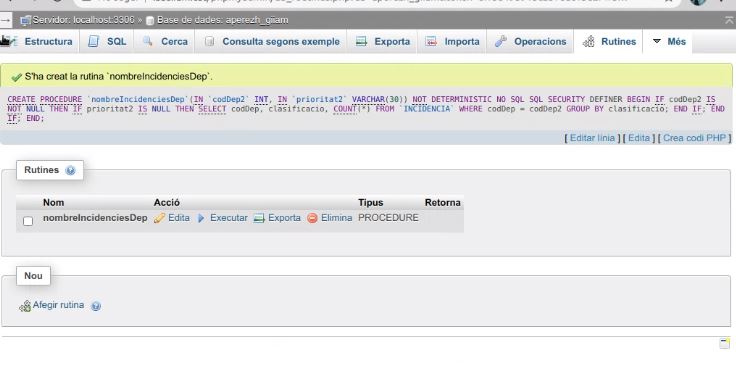 Servidor: localhost:3306 » Base de dades: aperezh_giam
Estructura SQL Cerca Consulta segons exemple Exporta Importa Operacions Rutines Més
S'ha creat la rutina `nombreIncidenciesDep`.
CREATE PROCEDURE `nombreIncidenciesDep`(IN `codDep2` INT, IN `prioritat2` VARCHAR(30)) NOT DETERMINISTIC NO SQL SQL SECURITY DEFINER BEGIN IF codDep2 IS
NOT NULL THEN IF prioritat2 IS NULL THEN SELECT codDep, clasificacio, COUNT(*) FROM `INCIDENCIA` WHERE codDep = codDep2 GROUP BY clasificacio; END IF; END
IF; END;
[ Editar línia ] [ Edita ] [ Crea codi PHP ]
Rutines
Nom Acció Tipus Retorna
nombreIncidenciesDep Edita Executar Exporta Elimina PROCEDURE
Nou
Afegir rutina